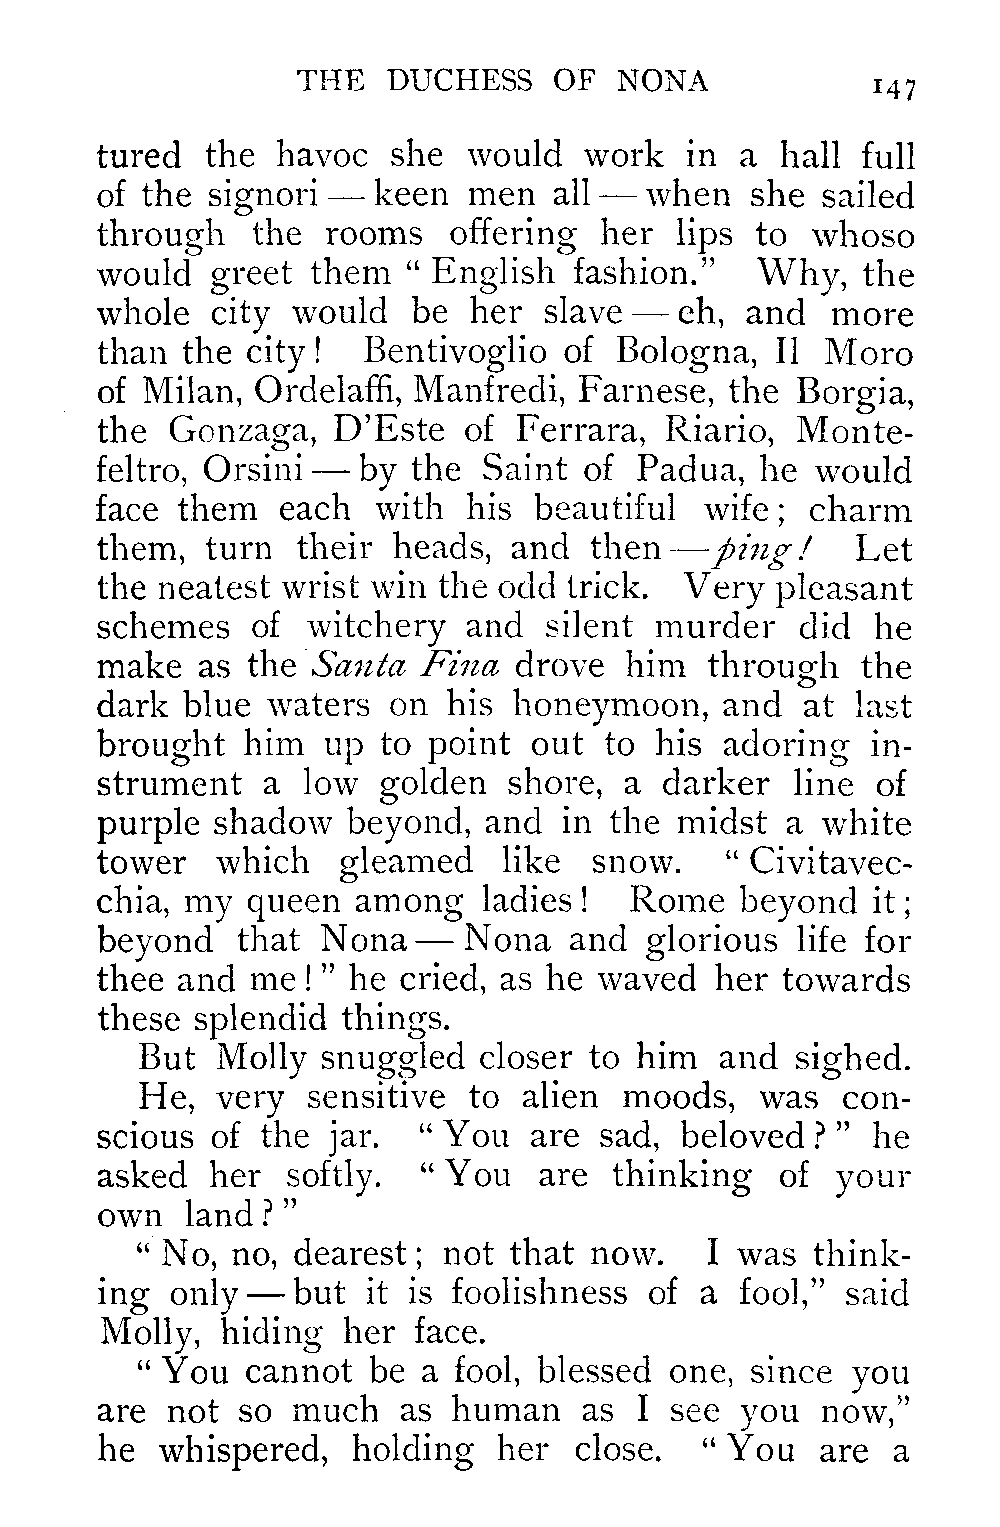 THE DUCHESS OF NONA 147
tured the havoc she would work in a hall full
of the signori — keen men all — when she sailed
through the rooms offering her lips to whoso
would greet them “ English fashion.” Why, the
whole city would be her slave — eh, and more
than the city ! Bentivoglio of Bologna, Il Moro
of Milan, Ordelaffi, Manfredi, Farnese, the Borgia,
the Gonzaga, D’Este of Ferrara, Riario, Monte-
feltro, Orsini — by the Saint of Padua, he would
face them each with his beautiful wife ; charm
them, turn their heads, and then — ping ! Let
the neatest wrist win the odd trick. Very pleasant
schemes of witchery and silent murder did he
make as the Santa Fina drove him through the
dark blue waters on his honeymoon, and at last
brought him up to point out to his adoring in-
strument a low golden shore, a darker line of
purple shadow beyond, and in the midst a white
tower which gleamed like snow. “ Civitavec-
chia, my queen among ladies ! Rome beyond it ;
beyond that Nona — Nona and glorious life for
thee and me ! ” he cried, as he waved her towards
these splendid things.
But Molly snuggled closer to him and sighed.
He, very sensitive to alien moods, was con-
scious of the jar. “ You are sad, beloved ? ” he
asked her softly. “ You are thinking of your
own land ? ”
“ No, no, dearest ; not that now. I was think-
ing only — but it is foolishness of a fool,” said
Molly, hiding her face.
“ You cannot be a fool, blessed one, since you
are not so much as human as I see you now,”
he whispered, holding her close. “ You are a